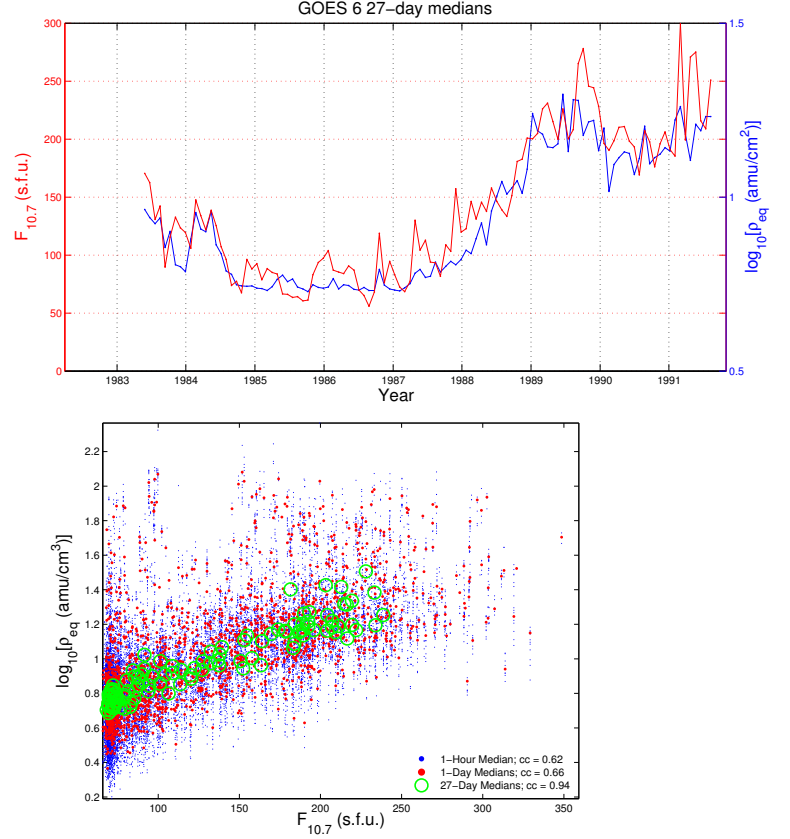 GOES 6 27−day medians
300
250
200
150
100
50
0
F10.7 (s.f.u.)
1.5
1
0.5
log10[ρeq (amu/cm2)]
2
1983 1984 1985 1986 1987 1988 1989 1990 1991
Year
2.2
2
1.8
1.6
1.4
1.2
1
0.8
0.6
0.4
0.2
log10[ρeq (amu/cm3)]
1−Hour Median; cc = 0.62
1−Day Medians; cc = 0.66
27−Day Medians; cc = 0.94
100 150 200 250 300 350
F10.7 (s.f.u.)